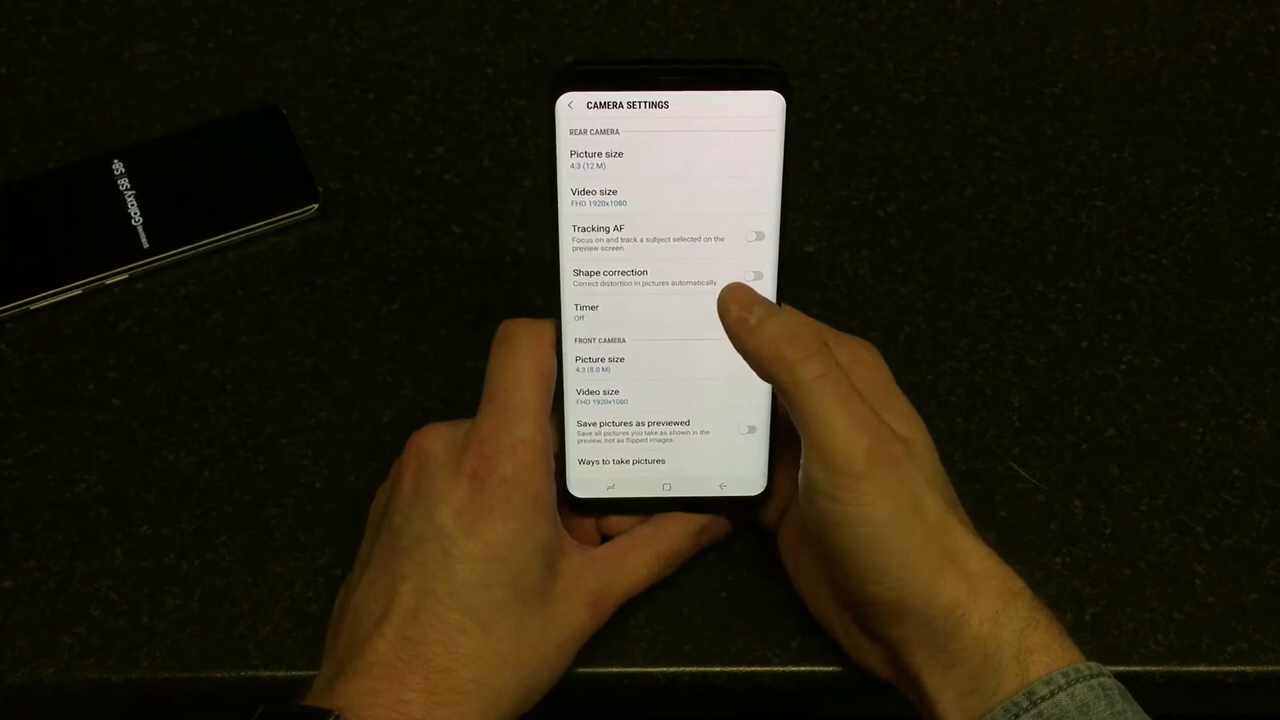 SAMSUNG Galaxy S8 | S8+
CAMERA SETTINGS
REAR CAMERA
Picture size
4:3 (12 M)
Video size
FHD 1920x1080
Tracking AF
Focus on and track a subject selected on the
preview screen.
Shape correction
Correct distortion in pictures automatically
Timer
Off
FRONT CAMERA
Picture size
4:3 (8.0 M)
Video size
FHD 1920x1080
Save pictures as previewed
Save all pictures you take as shown in the
preview, not as flipped images.
Ways to take pictures